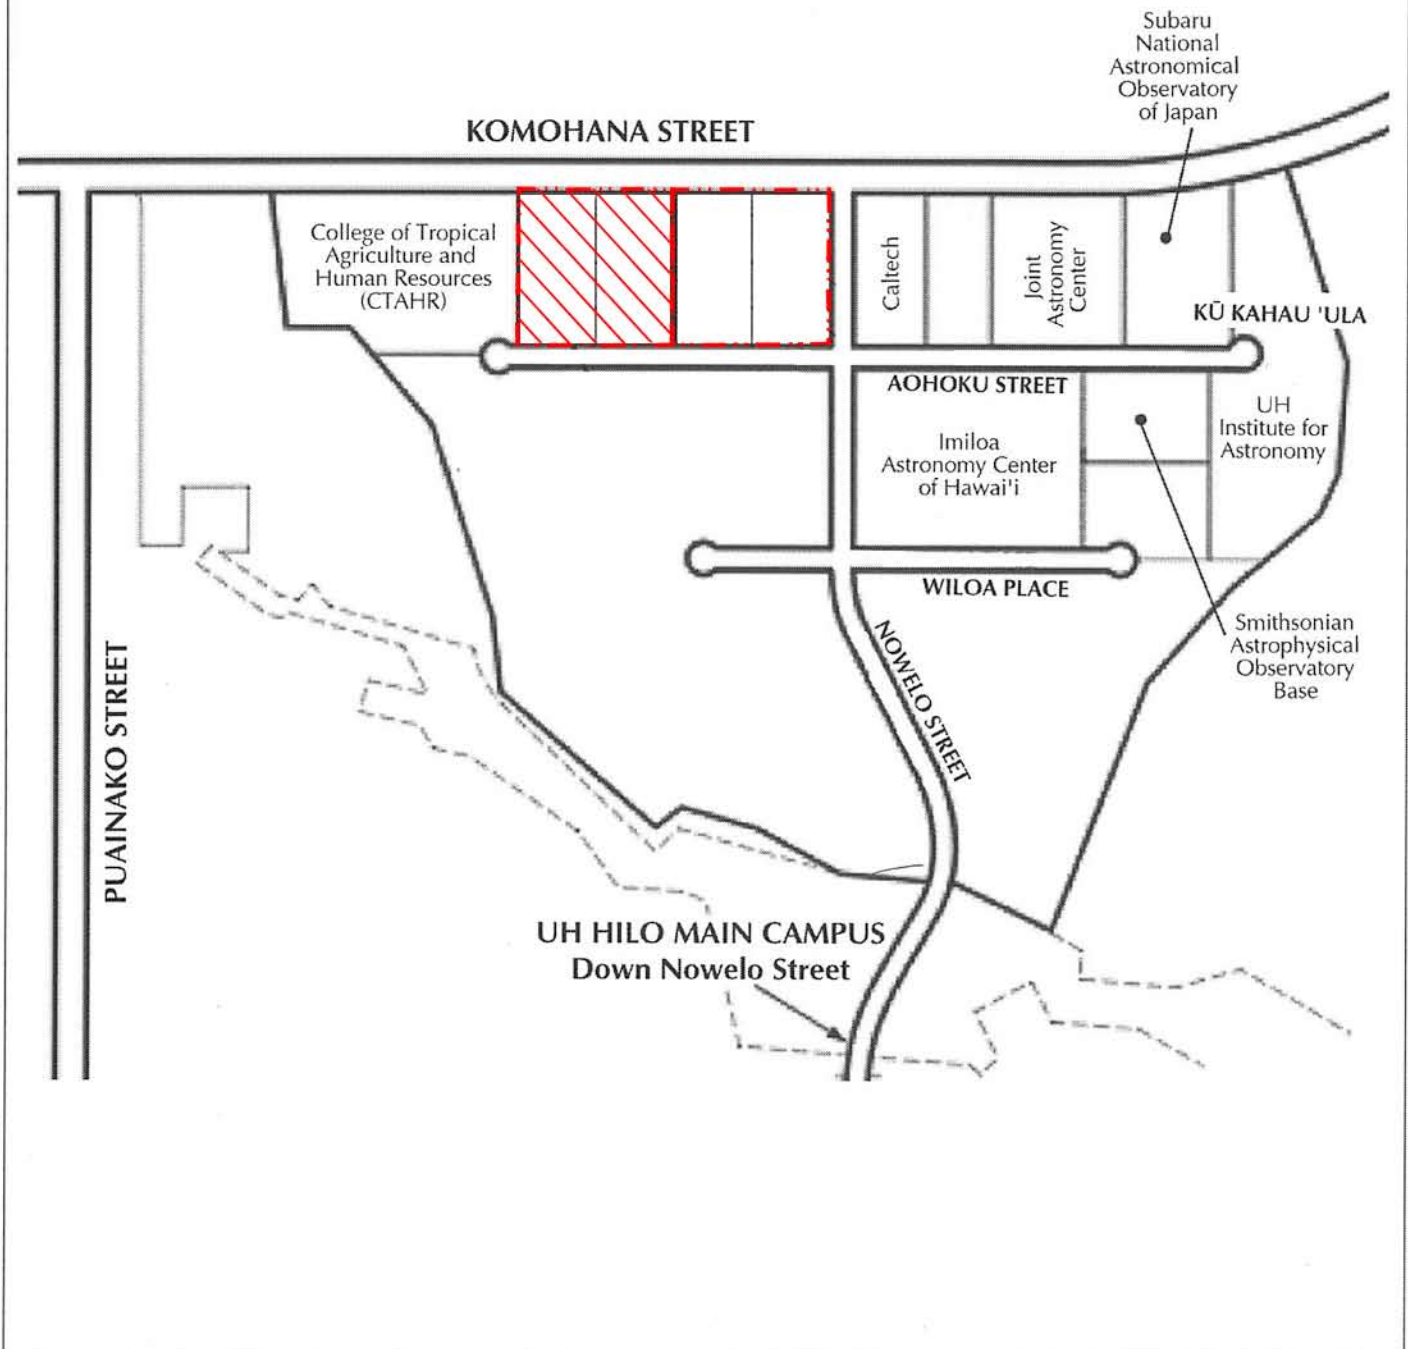 Subaru
National
Astronomical
Observatory
of Japan
KOMOHANA STREET
College of Tropical
Agriculture and
Human Resources
(CTAHR)
Caltech
Joint
Astronomy
Center
KŪ KAHAU 'ULA
AOHOKU STREET
UH
Institute for
Astronomy
Imiloa
Astronomy Center
of Hawai'i
WILOA PLACE
NOWELO STREET
Smithsonian
Astrophysical
Observatory
Base
PUAINAKO STREET
UH HILO MAIN CAMPUS
Down Nowelo Street